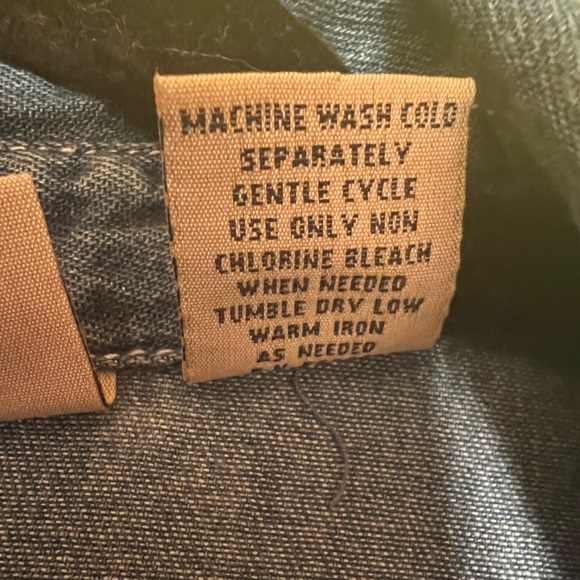 MACHINE WASH COLD
SEPARATELY
GENTLE CYCLE
USE ONLY NON
CHLORINE BLEACH
WHEN NEEDED
TUMBLE DRY LOW
WARM IRON
AS NEEDED